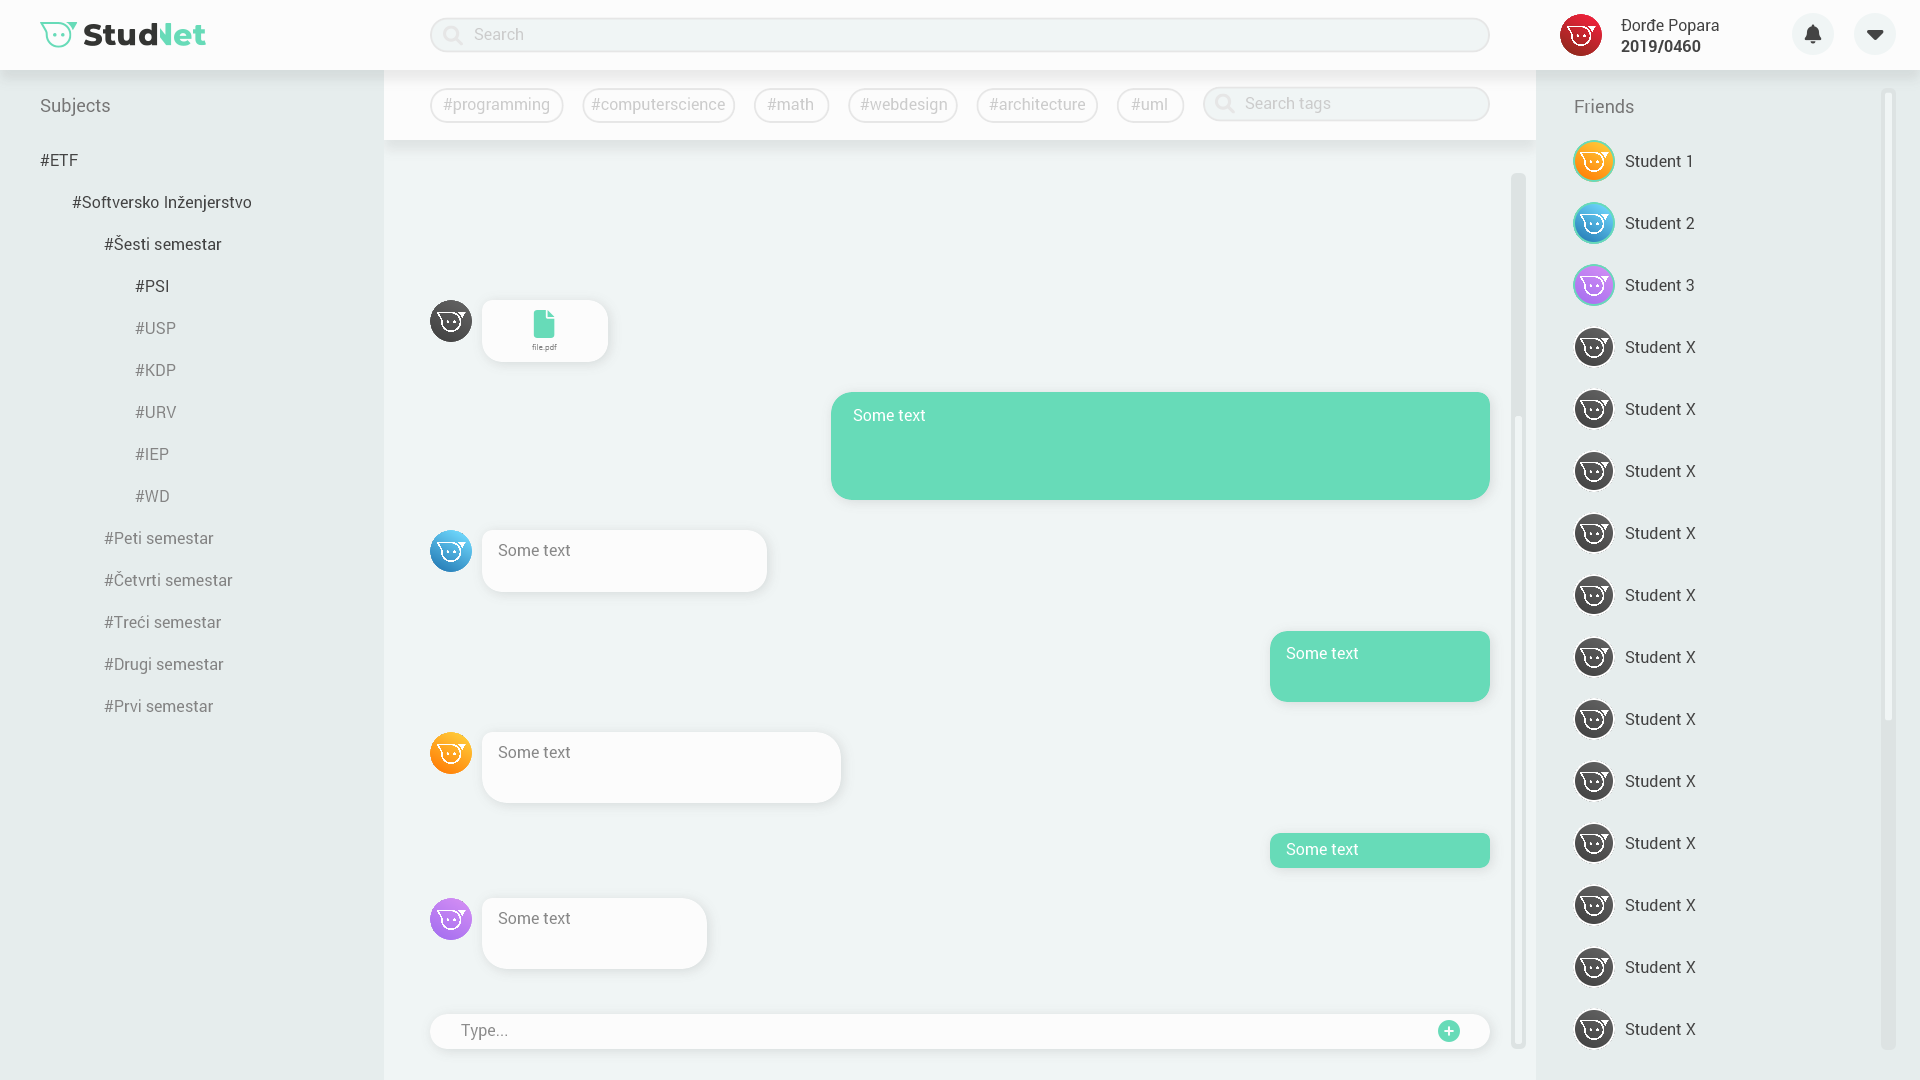 StudNet
Search
Đorđe Popara
2019/0460
Subjects
#ETF
#Softversko Inženjerstvo
#Šesti semestar
#PSI
#USP
#KDP
#URV
#IEP
#WD
#Peti semestar
#Četvrti semestar
#Treći semestar
#Drugi semestar
#Prvi semestar
#programming #computerscience #math #webdesign #architecture #uml Search tags
file.pdf
Some text
Some text
Some text
Some text
Some text
Some text
Type...
Friends
Student 1
Student 2
Student 3
Student X
Student X
Student X
Student X
Student X
Student X
Student X
Student X
Student X
Student X
Student X
Student X